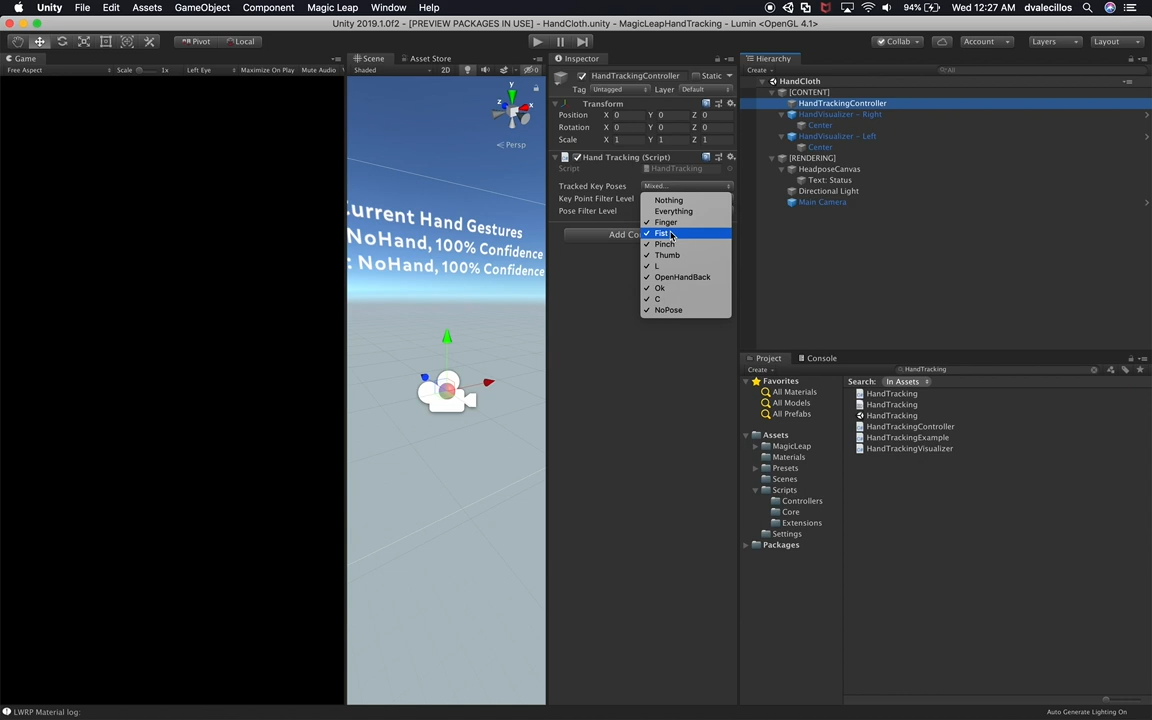 Unity File Edit Assets GameObject Component Magic Leap Window Help 94% Wed 12:27 AM dvalecillos
Unity 2019.1.0f2 - [PREVIEW PACKAGES IN USE] - HandCloth.unity - MagicLeapHandTracking - Lumin <OpenGL 4.1>
Pivot Local Collab Account Layers Layout
Game Scene Asset Store Inspector Hierarchy
Free Aspect Scale 1x Left Eye Maximize On Play Mute Audio Shaded 2D 0 Create All
HandTrackingController Static
Tag Untagged Layer Default
Transform
Position X 0 Y 0 Z 0
Rotation X 0 Y 0 Z 0
Scale X 1 Y 1 Z 1
Hand Tracking (Script)
Script HandTracking
Tracked Key Poses Mixed...
Key Point Filter Level
Pose Filter Level
Add Co
Nothing
Everything
Finger
Fist
Pinch
Thumb
L
OpenHandBack
Ok
C
NoPose
y
z x
Persp
Current Hand Gestures
NoHand, 100% Confidence
: NoHand, 100% Confidence
HandCloth
[CONTENT]
HandTrackingController
HandVisualizer - Right
Center
HandVisualizer - Left
Center
[RENDERING]
HeadposeCanvas
Text: Status
Directional Light
Main Camera
Project Console
Create HandTracking
Favorites
All Materials
All Models
All Prefabs
Assets
MagicLeap
Materials
Presets
Scenes
Scripts
Controllers
Core
Extensions
Settings
Packages
Search: In Assets
HandTracking
HandTracking
HandTracking
HandTrackingController
HandTrackingExample
HandTrackingVisualizer
LWRP Material log: Auto Generate Lighting On